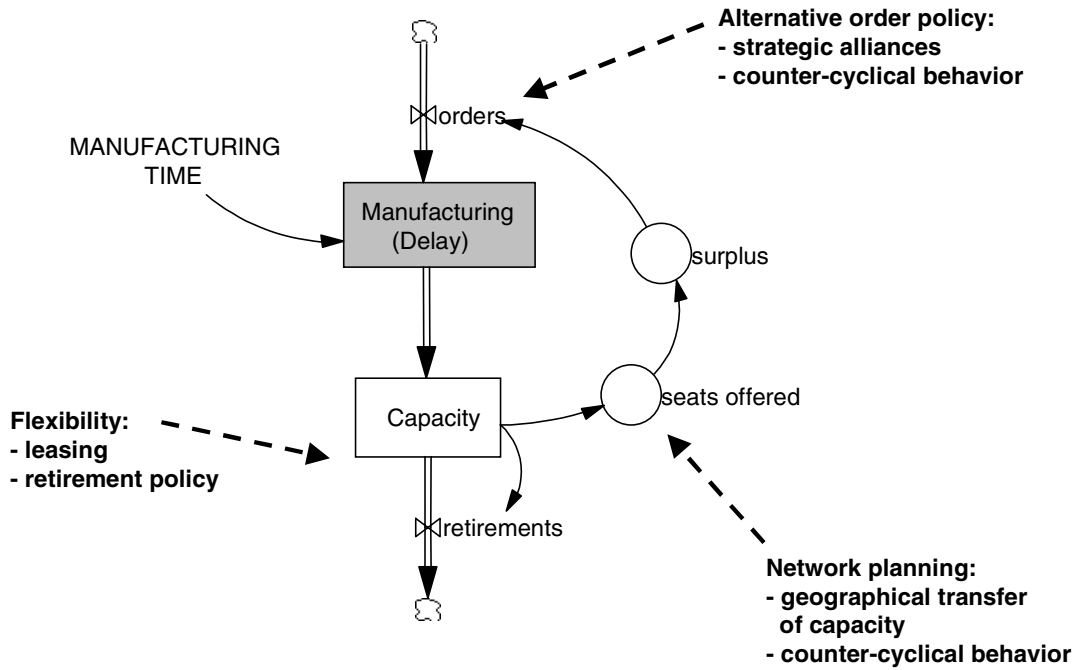 Alternative order policy:
- strategic alliances
- counter-cyclical behavior
orders
MANUFACTURING
TIME
Manufacturing
(Delay)
surplus
Capacity
seats offered
Flexibility:
- leasing
- retirement policy
retirements
Network planning:
- geographical transfer
of capacity
- counter-cyclical behavior